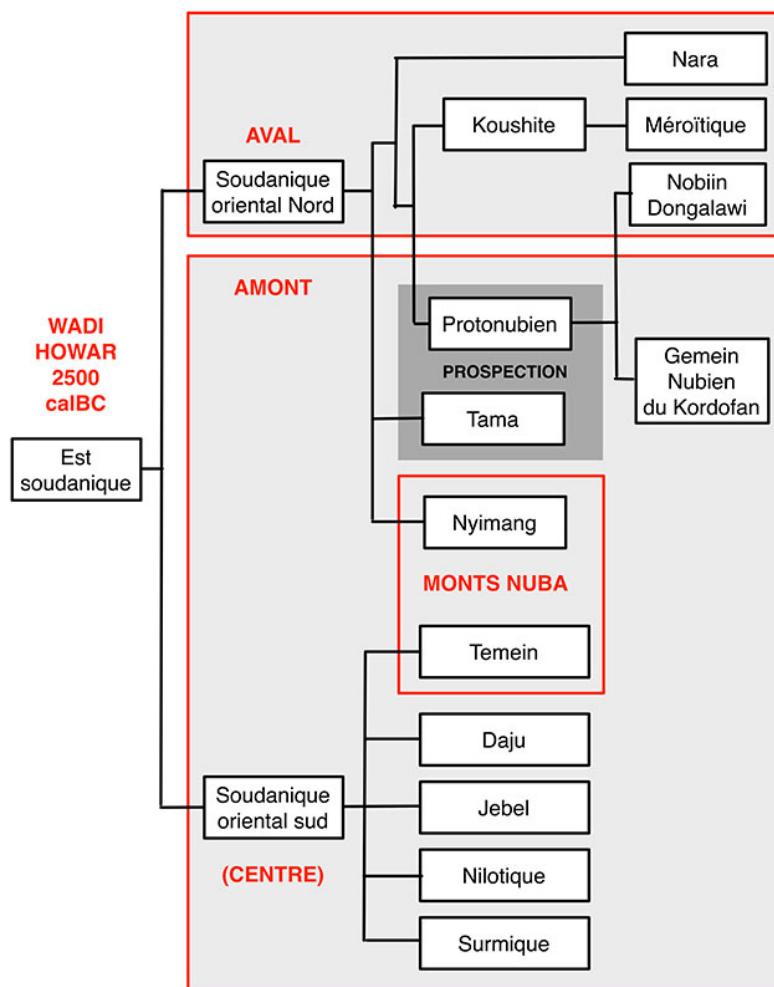 Nara
Koushite
Méroïtique
AVAL
Soudanique
oriental Nord
Nobiin
Dongalawi
AMONT
WADI
HOWAR
2500
calBC
Protonubien
PROSPECTION
Gemein
Nubien
du Kordofan
Tama
Est
soudanique
Nyimang
MONTS NUBA
Temein
Daju
Soudanique
oriental sud
Jebel
(CENTRE)
Nilotique
Surmique